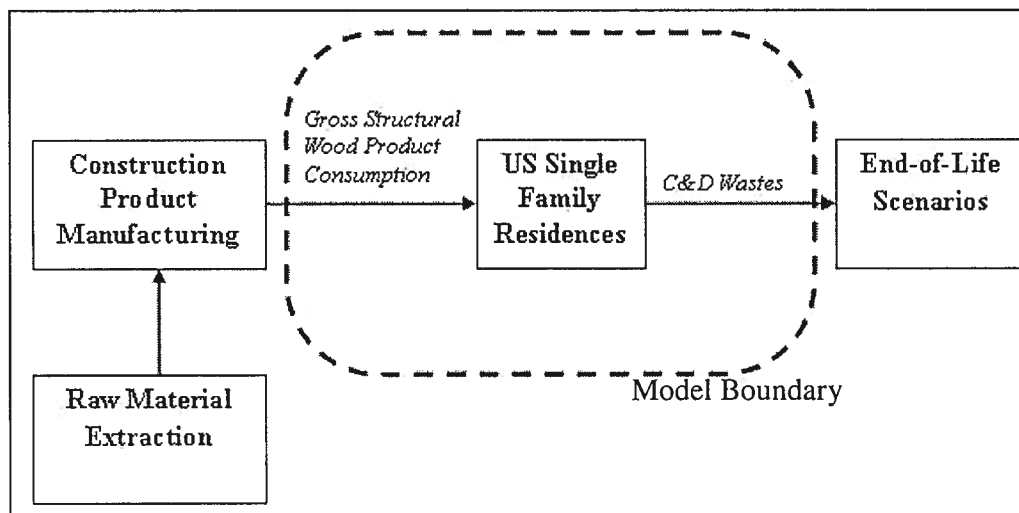 Gross Structural
Wood Product
Consumption
Construction
Product
Manufacturing
US Single
Family
Residences
C&D Wastes
End-of-Life
Scenarios
Raw Material
Extraction
Model Boundary